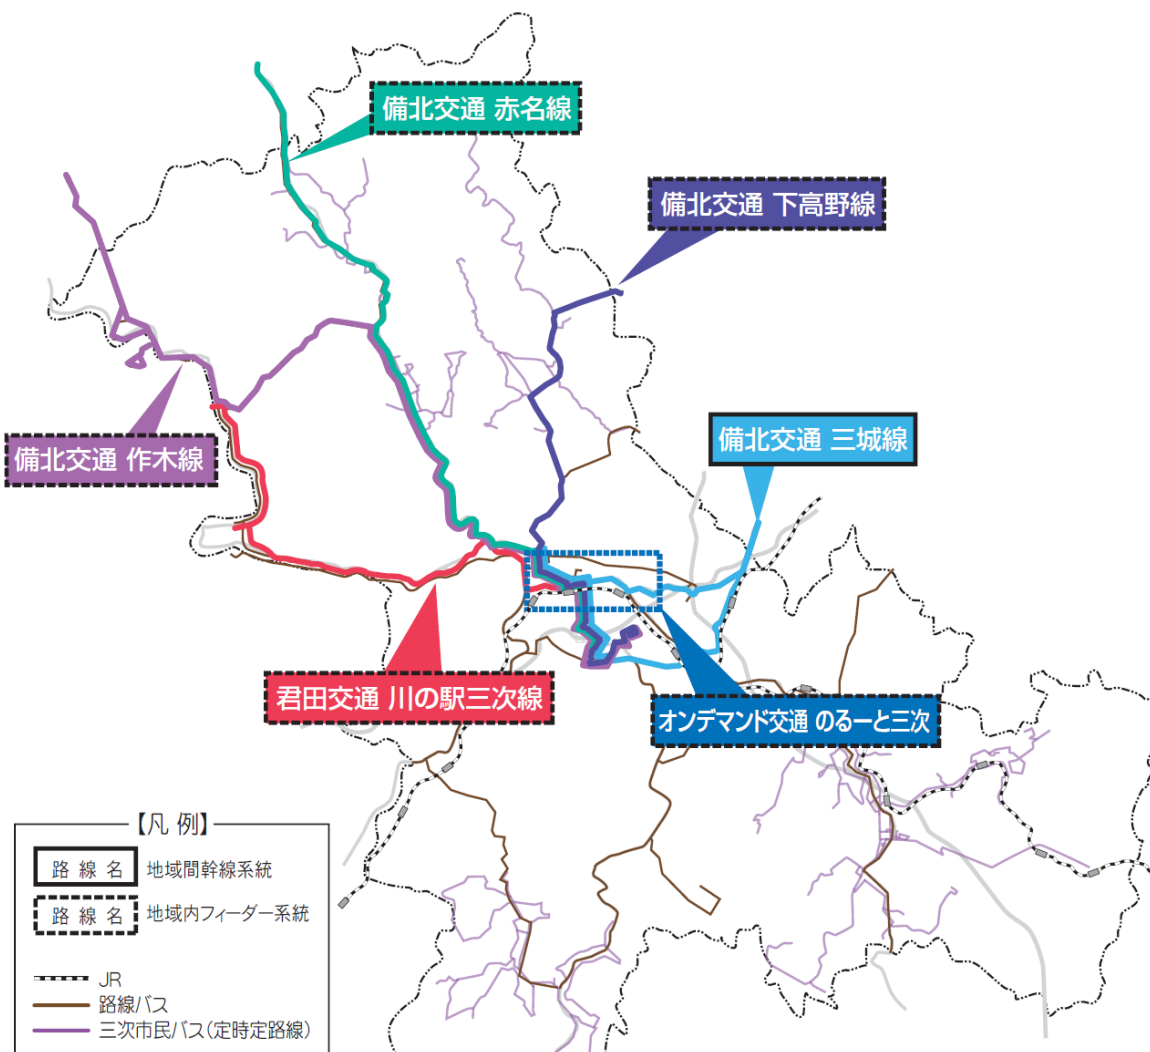 備北交通 赤名線
備北交通 下高野線
備北交通 三城線
備北交通 作木線
君田交通 川の駅三次線
オンデマンド交通 のるーと三次
【凡 例】
路 線 名 地域間幹線系統
路 線 名 地域内フィーダー系統
JR
路線バス
三次市民バス(定時定路線)